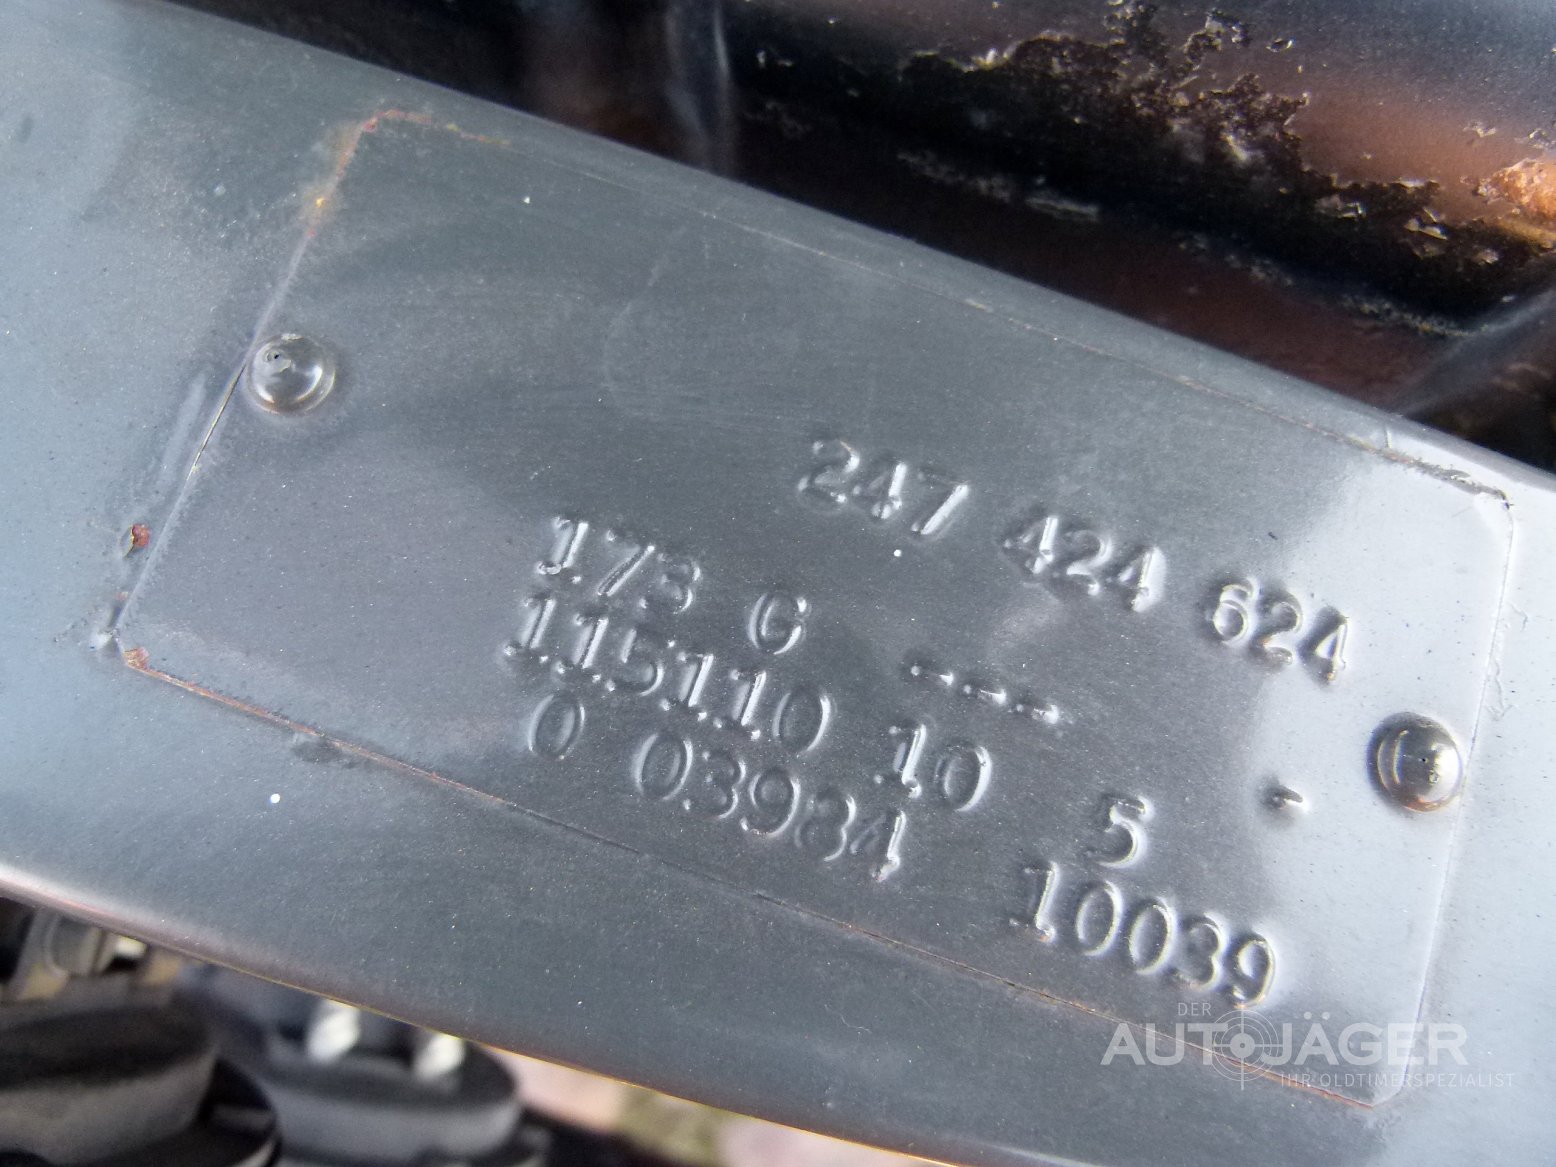 247 424 624
173 G ---
115110 10 5 -
0 03984 10039
DER
AUTOJÄGER
IHR OLDTIMERSPEZIALIST